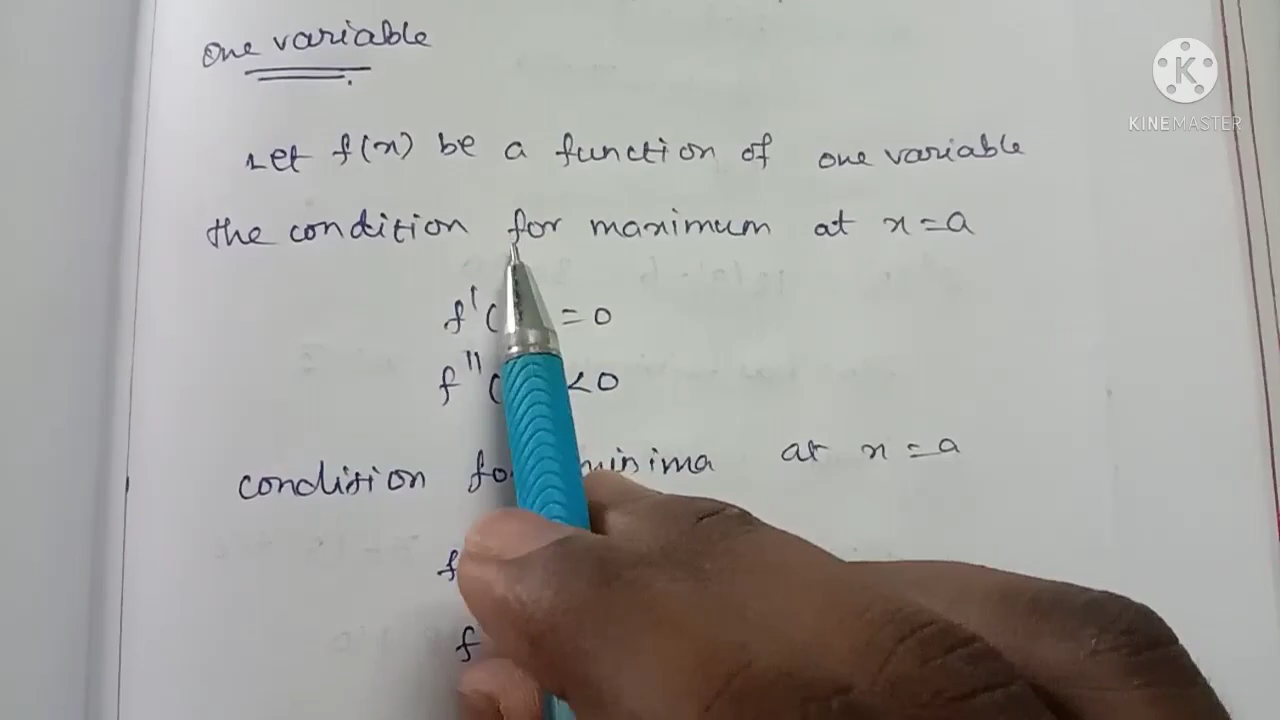 one variable
Let f(x) be a function of one variable
the condition for maximum at x=a
f'( =0
f''( <0
condition minima at x=a
f
f
K
KINEMASTER